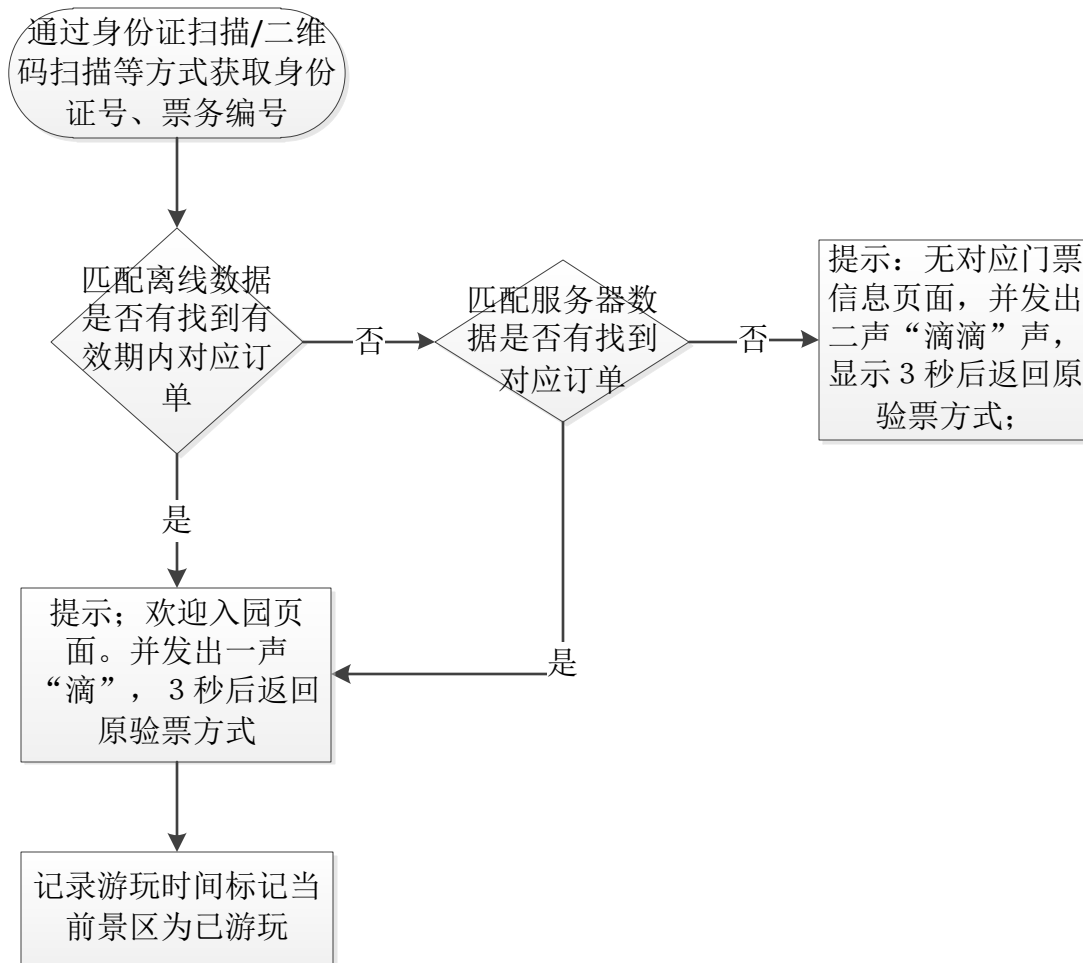 通过身份证扫描/二维
码扫描等方式获取身份
证号、票务编号
匹配离线数据
是否有找到有
效期内对应订
单
否
匹配服务器数
据是否有找到
对应订单
否
提示：无对应门票
信息页面，并发出
二声“滴滴”声，
显示 3 秒后返回原
验票方式；
是
是
提示；欢迎入园页
面。并发出一声
“滴”，3 秒后返回
原验票方式
记录游玩时间标记当
前景区为已游玩